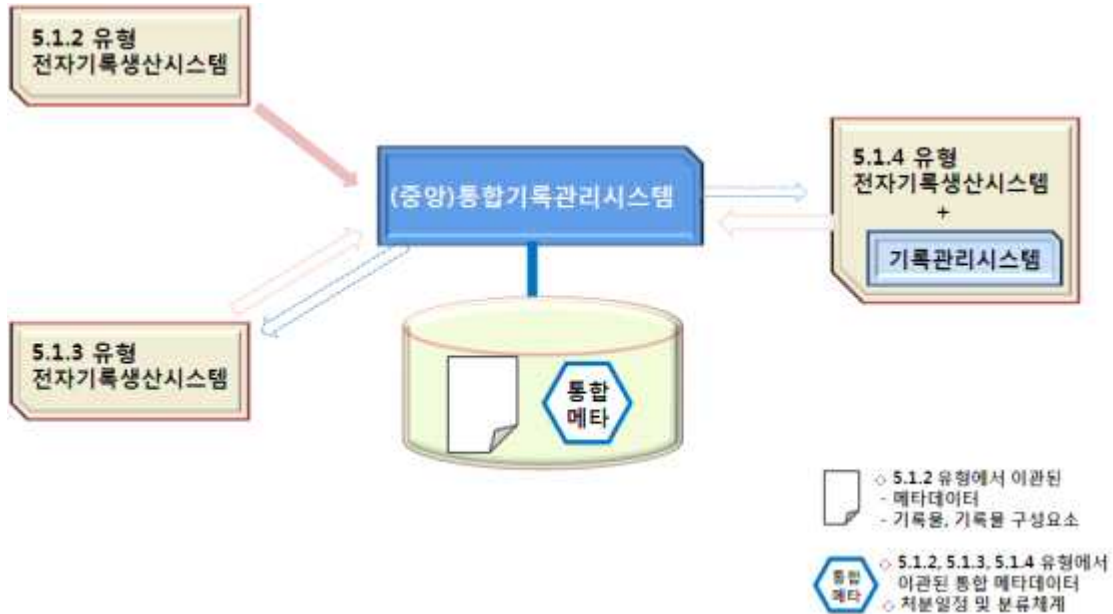 5.1.2 유형
전자기록생산시스템
(중앙)통합기록관리시스템
5.1.4 유형
전자기록생산시스템
+
기록관리시스템
5.1.3 유형
전자기록생산시스템
통합
메타
◇ 5.1.2 유형에서 이관된
- 메타데이터
- 기록물, 기록물 구성요소
통합
메타
◇ 5.1.2, 5.1.3, 5.1.4 유형에서
이관된 통합 메타데이터
◇ 처분일정 및 분류체계